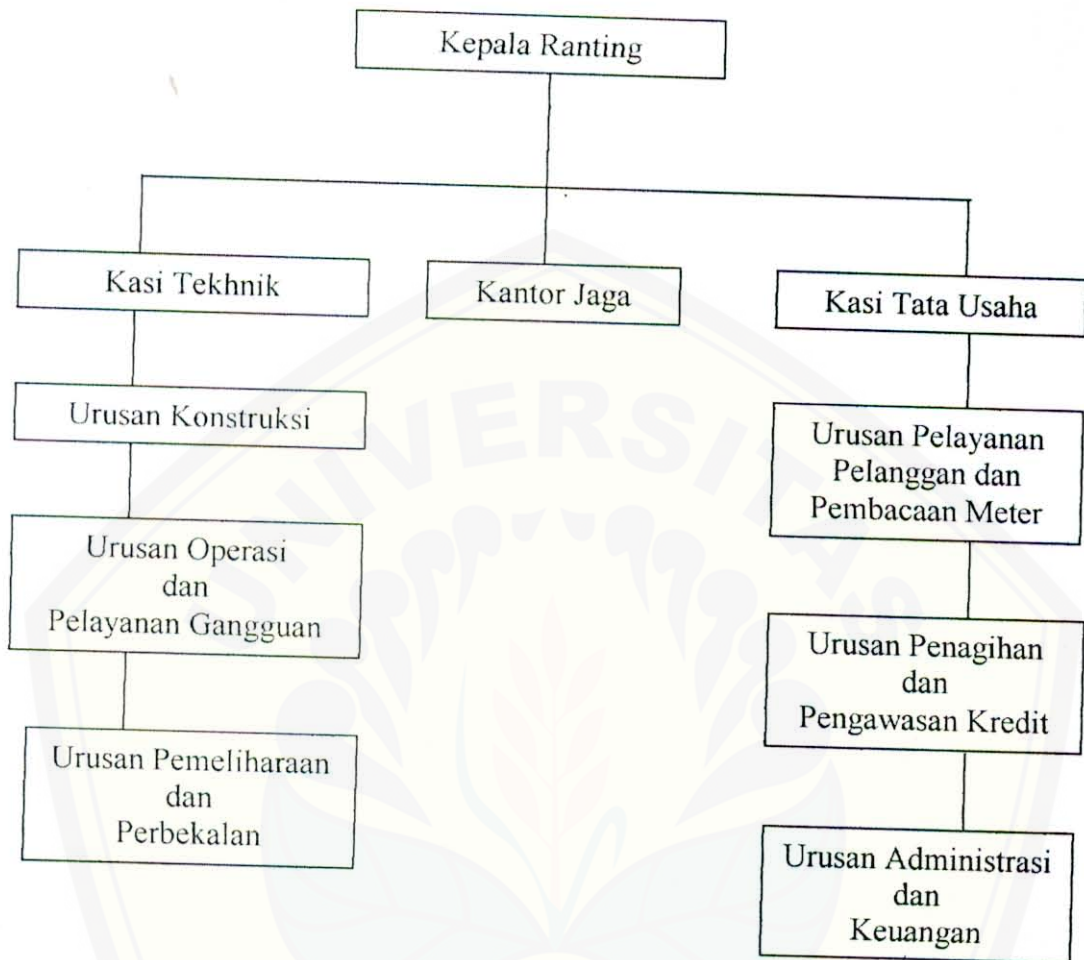 Kepala Ranting
Kasi Tekhnik
Kantor Jaga
Kasi Tata Usaha
Urusan Konstruksi
Urusan Pelayanan
Pelanggan dan
Pembacaan Meter
Urusan Operasi
dan
Pelayanan Gangguan
Urusan Penagihan
dan
Pengawasan Kredit
Urusan Pemeliharaan
dan
Perbekalan
Urusan Administrasi
dan
Keuangan
UNIVERSITAS